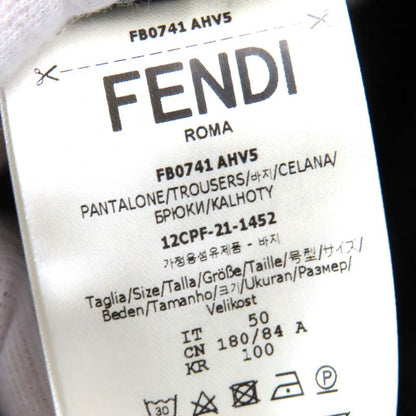 FB0741 AHV5
FENDI
ROMA
FB0741 AHV5
PANTALONE/TROUSERS/바지/CELANA/
БРЮКИ/KALHOTY
12CPF-21-1452
가정용섬유제품 - 바지
Taglia/Size/Talla/Größe/Taille/号型/サイズ/
Beden/Tamanho/크기/Ukuran/Размер/
Velikost
IT 50
CN 180/84 A
KR 100
30 P